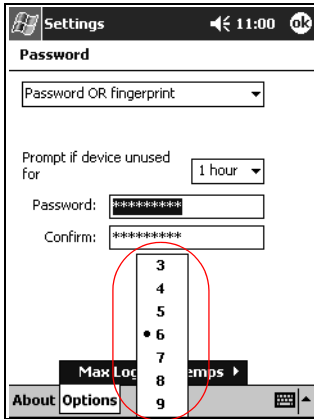 Settings 11:00 ok
Password
Password OR fingerprint
Prompt if device unused
for 1 hour
Password: *********
Confirm: *********
3
4
5
• 6
7
8
9
Max Log emps
About Options